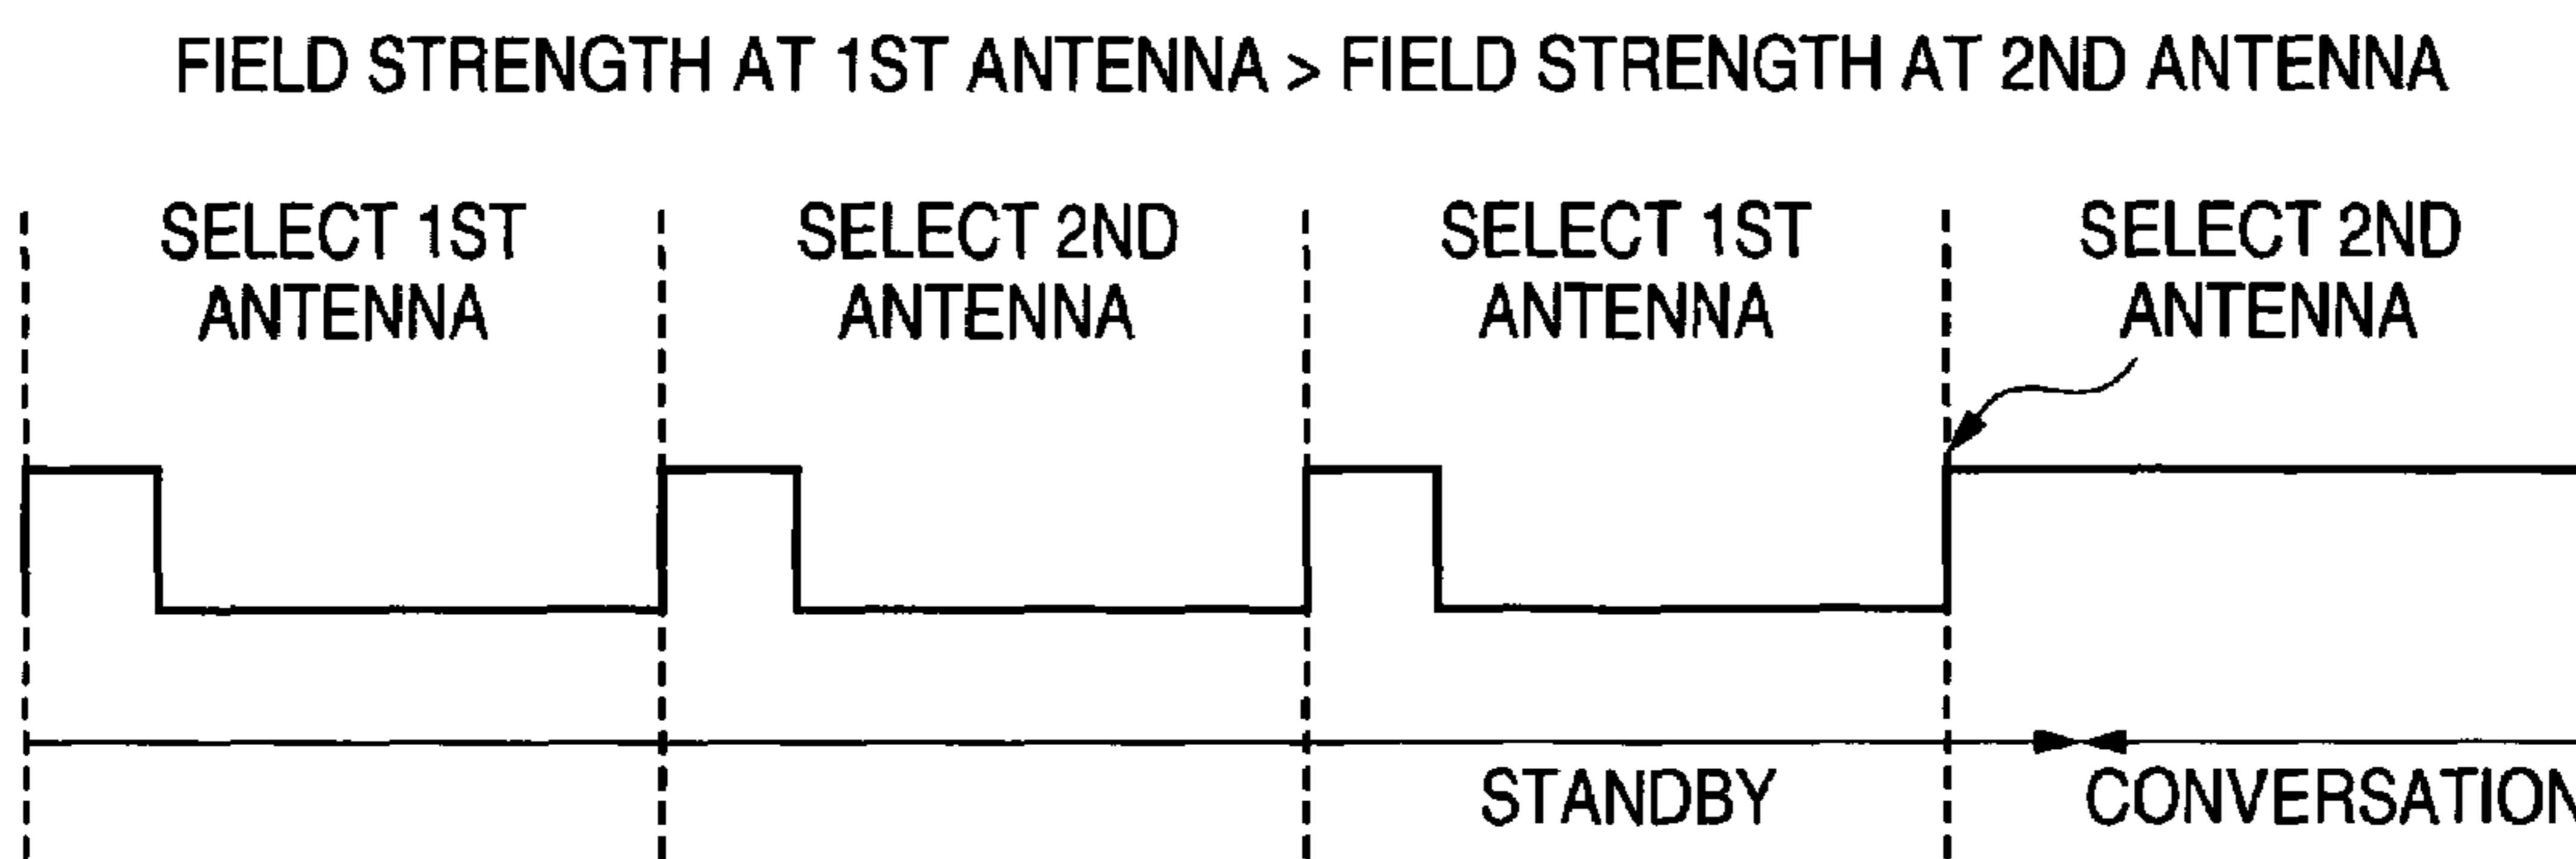 FIELD STRENGTH AT 1ST ANTENNA > FIELD STRENGTH AT 2ND ANTENNA
SELECT 1ST
ANTENNA
SELECT 2ND
ANTENNA
SELECT 1ST
ANTENNA
SELECT 2ND
ANTENNA
STANDBY
CONVERSATION